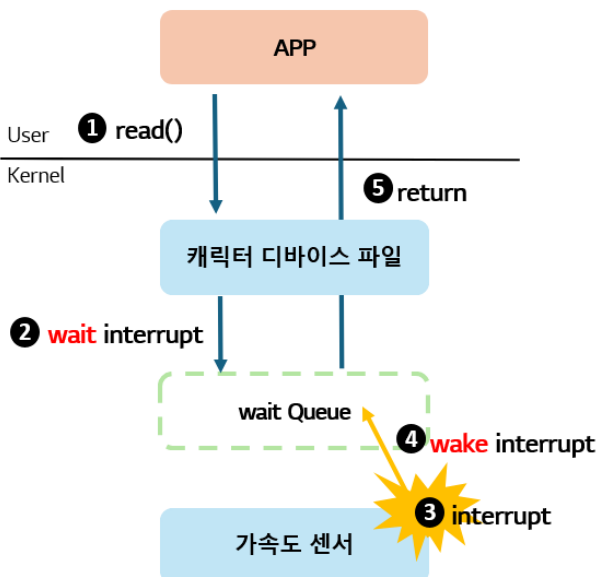 APP
❶ read()
User
Kernel
❺ return
캐릭터 디바이스 파일
❷ wait interrupt
wait Queue
❹ wake interrupt
❸ interrupt
가속도 센서